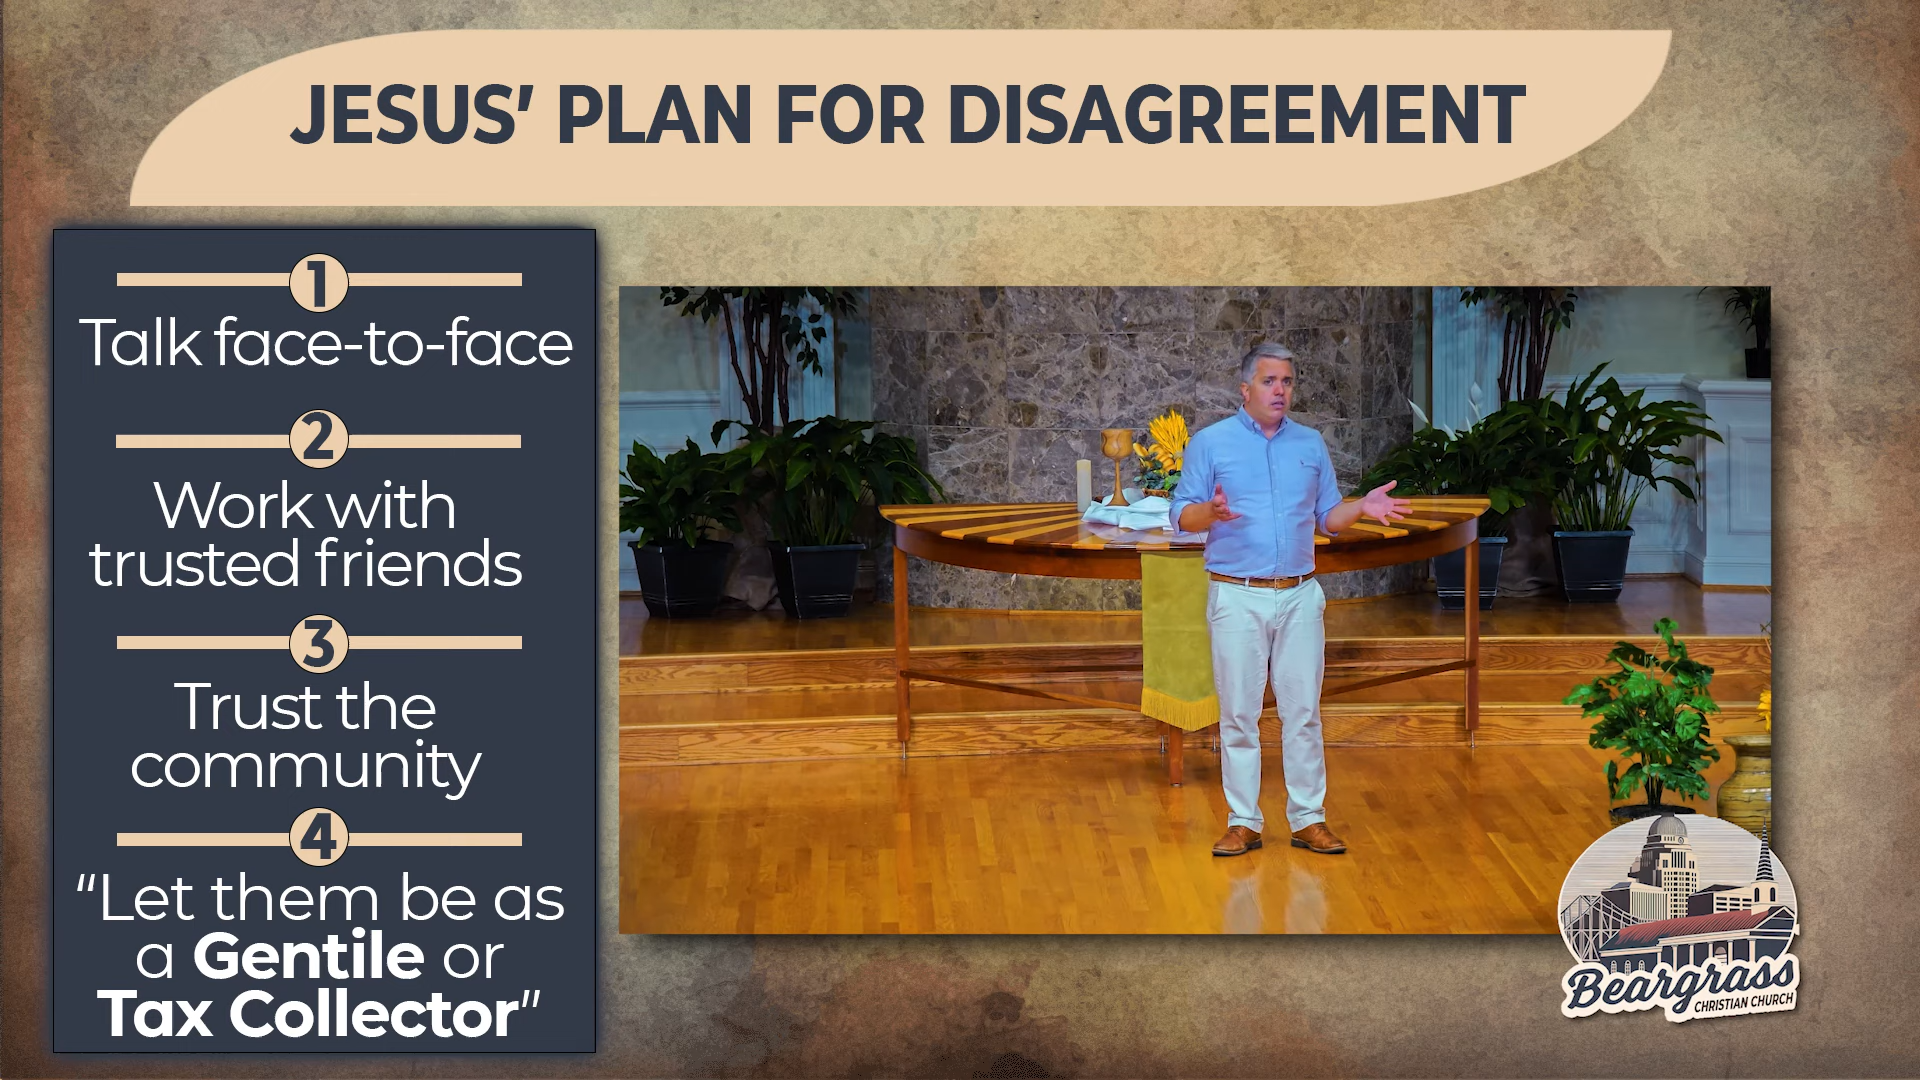 JESUS' PLAN FOR DISAGREEMENT
1
Talk face-to-face
2
Work with
trusted friends
3
Trust the
community
4
“Let them be as
a Gentile or
Tax Collector”
Beargrass
CHRISTIAN CHURCH